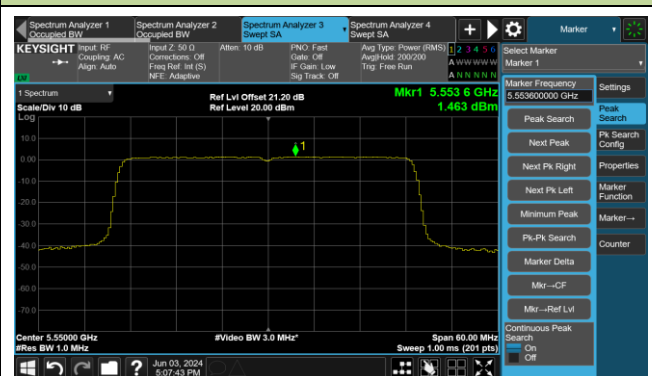 Spectrum Analyzer 1
Occupied BW
Spectrum Analyzer 2
Occupied BW
Spectrum Analyzer 3
Swept SA
Spectrum Analyzer 4
Swept SA
+
Marker
KEYSIGHT
Input: RF
Coupling: AC
Align: Auto
Input Z: 50 Ω
Corrections: Off
Freq Ref: Int (S)
NFE: Adaptive
Atten: 10 dB
PNO: Fast
Gate: Off
IF Gain: Low
Sig Track: Off
Avg Type: Power (RMS)
Avg|Hold: 200/200
Trig: Free Run
1 2 3 4 5 6
A W W W W W
A N N N N N
Select Marker
Marker 1
1 Spectrum
Scale/Div 10 dB
Log
Ref Lvl Offset 21.20 dB
Ref Level 20.00 dBm
Mkr1 5.553 6 GHz
1.463 dBm
10.0
0.00
-10.0
-20.0
-30.0
-40.0
-50.0
-60.0
-70.0
1
Center 5.55000 GHz
#Res BW 1.0 MHz
#Video BW 3.0 MHz*
Span 60.00 MHz
Sweep 1.00 ms (201 pts)
Marker Frequency
5.553600000 GHz
Peak Search
Next Peak
Next Pk Right
Next Pk Left
Minimum Peak
Pk-Pk Search
Marker Delta
Mkr→CF
Mkr→Ref Lvl
Continuous Peak
Search
On
Off
Settings
Peak
Search
Pk Search
Config
Properties
Marker
Function
Marker→
Counter
?
Jun 03, 2024
5:07:43 PM